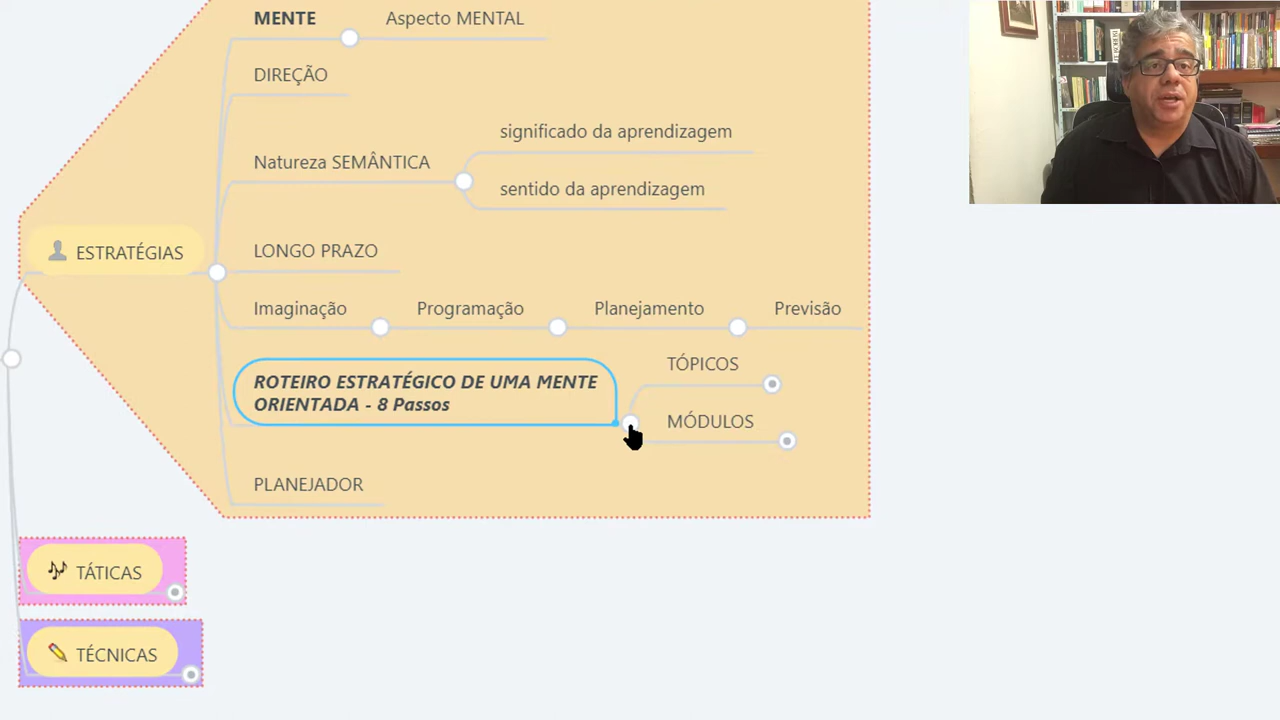 MENTE
Aspecto MENTAL
DIREÇÃO
Natureza SEMÂNTICA
significado da aprendizagem
sentido da aprendizagem
ESTRATÉGIAS
LONGO PRAZO
Imaginação
Programação
Planejamento
Previsão
ROTEIRO ESTRATÉGICO DE UMA MENTE
ORIENTADA - 8 Passos
TÓPICOS
MÓDULOS
PLANEJADOR
TÁTICAS
TÉCNICAS